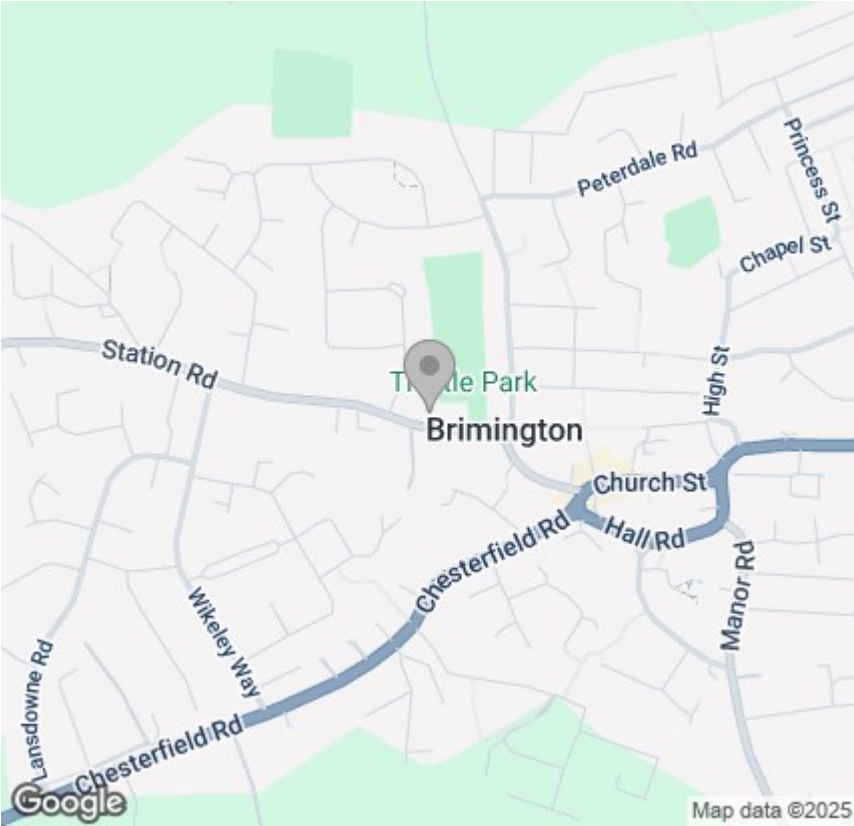 Peterdale Rd
Princess St
Chapel St
Station Rd
High St
Park
Brimington
Church St
Hall Rd
Chesterfield Rd
Manor Rd
Wikeley Way
Lansdowne Rd
Chesterfield Rd
Google
Map data ©2025